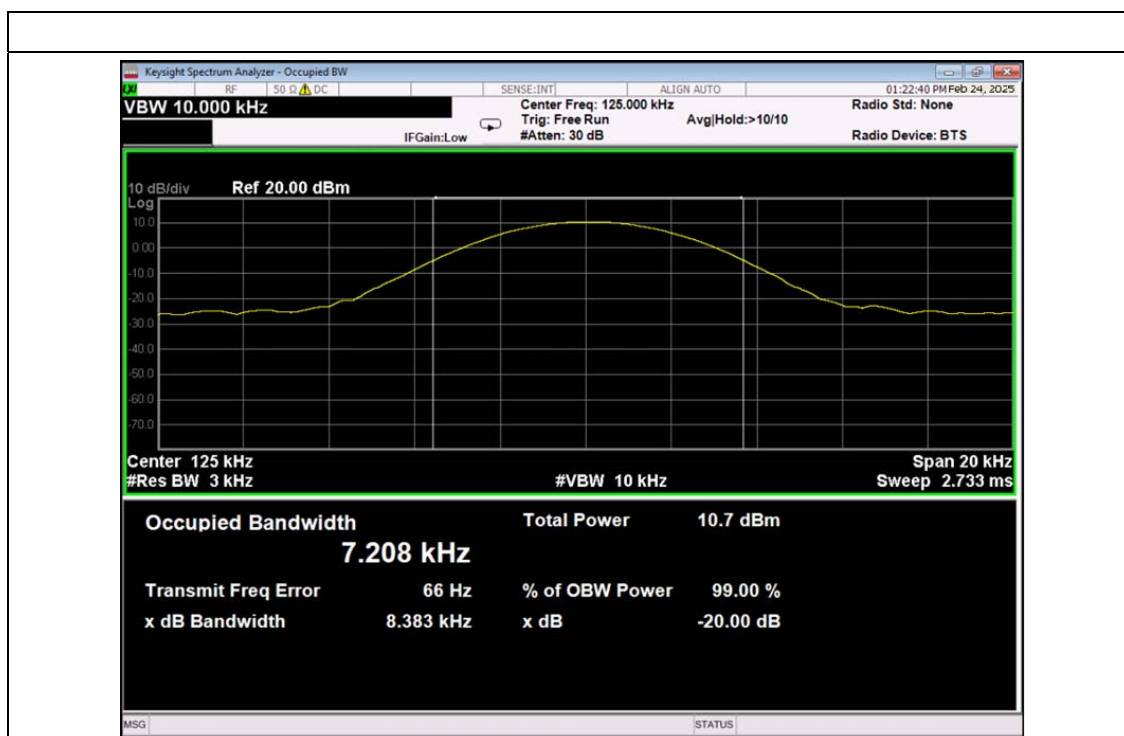 Keysight Spectrum Analyzer - Occupied BW
LXI RF 50 Ω DC SENSE:INT ALIGN AUTO 01:22:40 PM Feb 24, 2025
VBW 10.000 kHz Center Freq: 125.000 kHz Radio Std: None
Trig: Free Run Avg|Hold:>10/10
IFGain:Low #Atten: 30 dB Radio Device: BTS
10 dB/div Ref 20.00 dBm
Log
10.0
0.00
-10.0
-20.0
-30.0
-40.0
-50.0
-60.0
-70.0
Center 125 kHz Span 20 kHz
#Res BW 3 kHz #VBW 10 kHz Sweep 2.733 ms
Occupied Bandwidth Total Power 10.7 dBm
7.208 kHz
Transmit Freq Error 66 Hz % of OBW Power 99.00 %
x dB Bandwidth 8.383 kHz x dB -20.00 dB
MSG STATUS